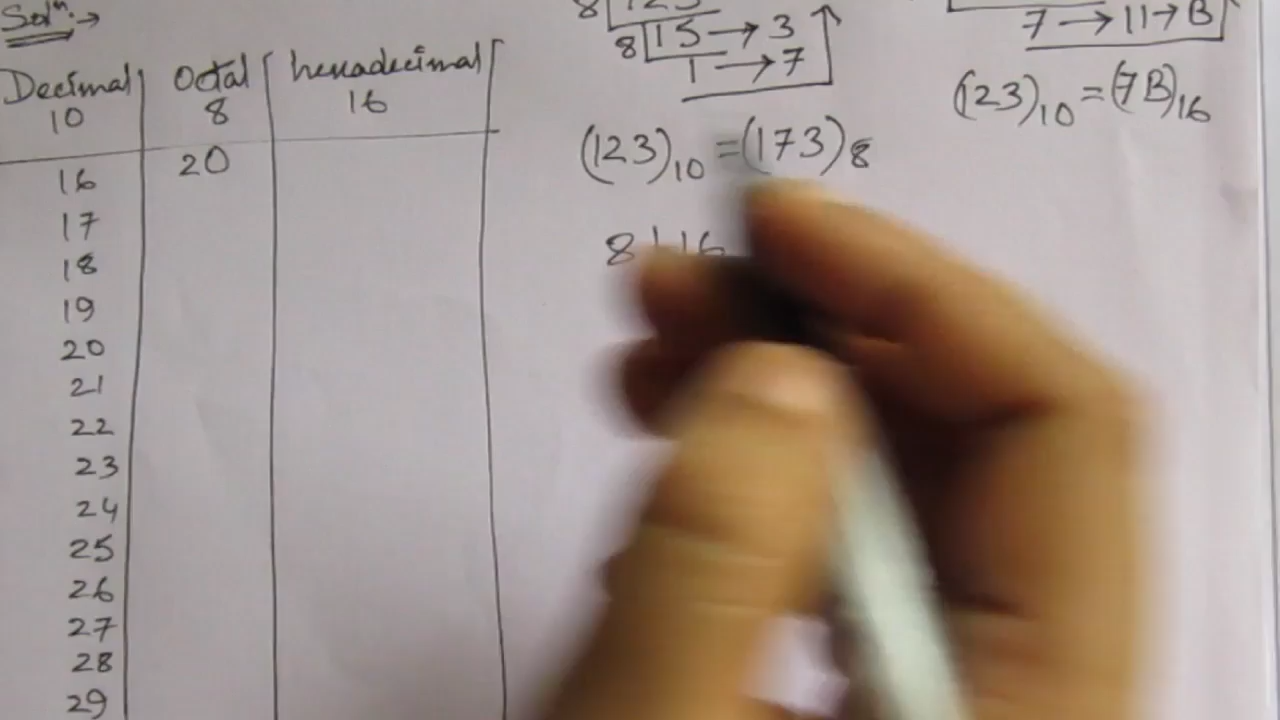 Solⁿ.→
Decimal Octal hexadecimal
10 8 16
16 20
17
18
19
20
21
22
23
24
25
26
27
28
29
8 123
8 15 → 3
1 → 7
(123)10 = (173)8
8 16
7 → 11 → B
(123)10 = (7B)16